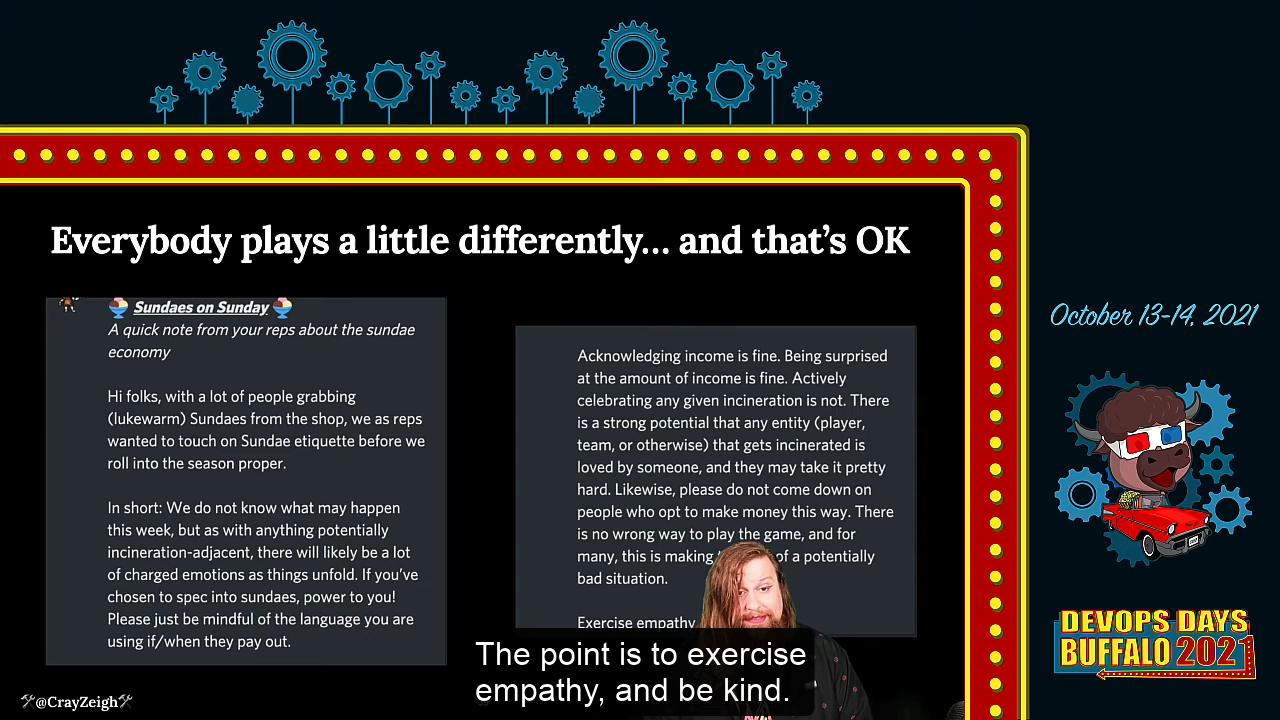 Everybody plays a little differently... and that's OK
Sundaes on Sunday
A quick note from your reps about the sundae
economy
Hi folks, with a lot of people grabbing
(lukewarm) Sundaes from the shop, we as reps
wanted to touch on Sundae etiquette before we
roll into the season proper.
In short: We do not know what may happen
this week, but as with anything potentially
incineration-adjacent, there will likely be a lot
of charged emotions as things unfold. If you've
chosen to spec into sundaes, power to you!
Please just be mindful of the language you are
using if/when they pay out.
Acknowledging income is fine. Being surprised
at the amount of income is fine. Actively
celebrating any given incineration is not. There
is a strong potential that any entity (player,
team, or otherwise) that gets incinerated is
loved by someone, and they may take it pretty
hard. Likewise, please do not come down on
people who opt to make money this way. There
is no wrong way to play the game, and for
many, this is making of a potentially
bad situation.
Exercise empathy
The point is to exercise
empathy, and be kind.
@CrayZeigh
October 13-14, 2021
DEVOPS DAYS
BUFFALO 2021